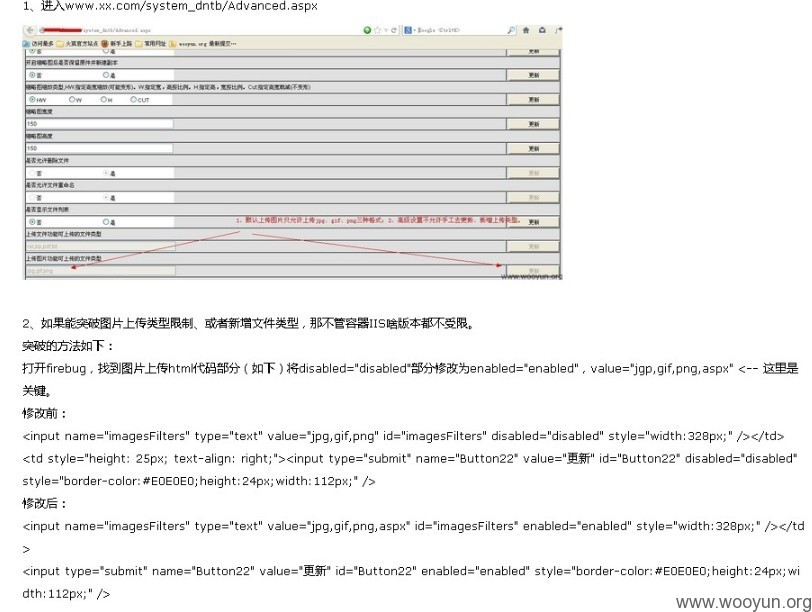 1、进入www.xx.com/system_dntb/Advanced.aspx
system_dntb/Advanced.aspx
访问最多 火狐官方站点 新手上路 常用网址 wooyun.org 最新提交…
否 是 更新
开启缩略图后是否保留原件并新建副本
否 是 更新
缩略图缩放类型,HW:指定高宽缩放(可能变形)。W:指定宽，高按比例。H:指定高，宽按比例。Cut:指定高宽裁减(不变形)
HW W H CUT 更新
缩略图宽度
150 更新
缩略图高度
150 更新
是否允许删除文件
否 是 更新
是否允许文件重命名
否 是 更新
是否显示文件列表
否 是 更新
1、默认上传图片只允许上传jpg、gif、png三种格式；2、高级设置不允许手工去更新、新增上传类型。
上传文件功能可上传的文件类型
更新
上传图片功能可上传的文件类型
jpg,gif,png 更新
www.wooyun.org
2、如果能突破图片上传类型限制、或者新增文件类型，那不管容器IIS啥版本都不受限。
突破的方法如下：
打开firebug，找到图片上传html代码部分（如下）将disabled="disabled"部分修改为enabled="enabled"，value="jgp,gif,png,aspx" <-- 这里是
关键。
修改前：
<input name="imagesFilters" type="text" value="jpg,gif,png" id="imagesFilters" disabled="disabled" style="width:328px;" /></td>
<td style="height: 25px; text-align: right;"><input type="submit" name="Button22" value="更新" id="Button22" disabled="disabled"
style="border-color:#E0E0E0;height:24px;width:112px;" />
修改后：
<input name="imagesFilters" type="text" value="jpg,gif,png,aspx" id="imagesFilters" enabled="enabled" style="width:328px;" /></td
>
<input type="submit" name="Button22" value="更新" id="Button22" enabled="enabled" style="border-color:#E0E0E0;height:24px;wi
dth:112px;" />
www.wooyun.org